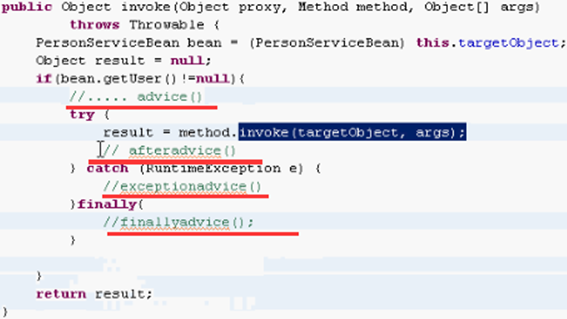 public Object invoke(Object proxy, Method method, Object[] args)
throws Throwable {
PersonServiceBean bean = (PersonServiceBean) this.targetObject;
Object result = null;
if(bean.getUser()!=null){
//..... advice()
try {
result = method.invoke(targetObject, args);
// afteradvice()
} catch (RuntimeException e) {
//exceptionadvice()
}finally{
//finallyadvice();
}
}
return result;
}